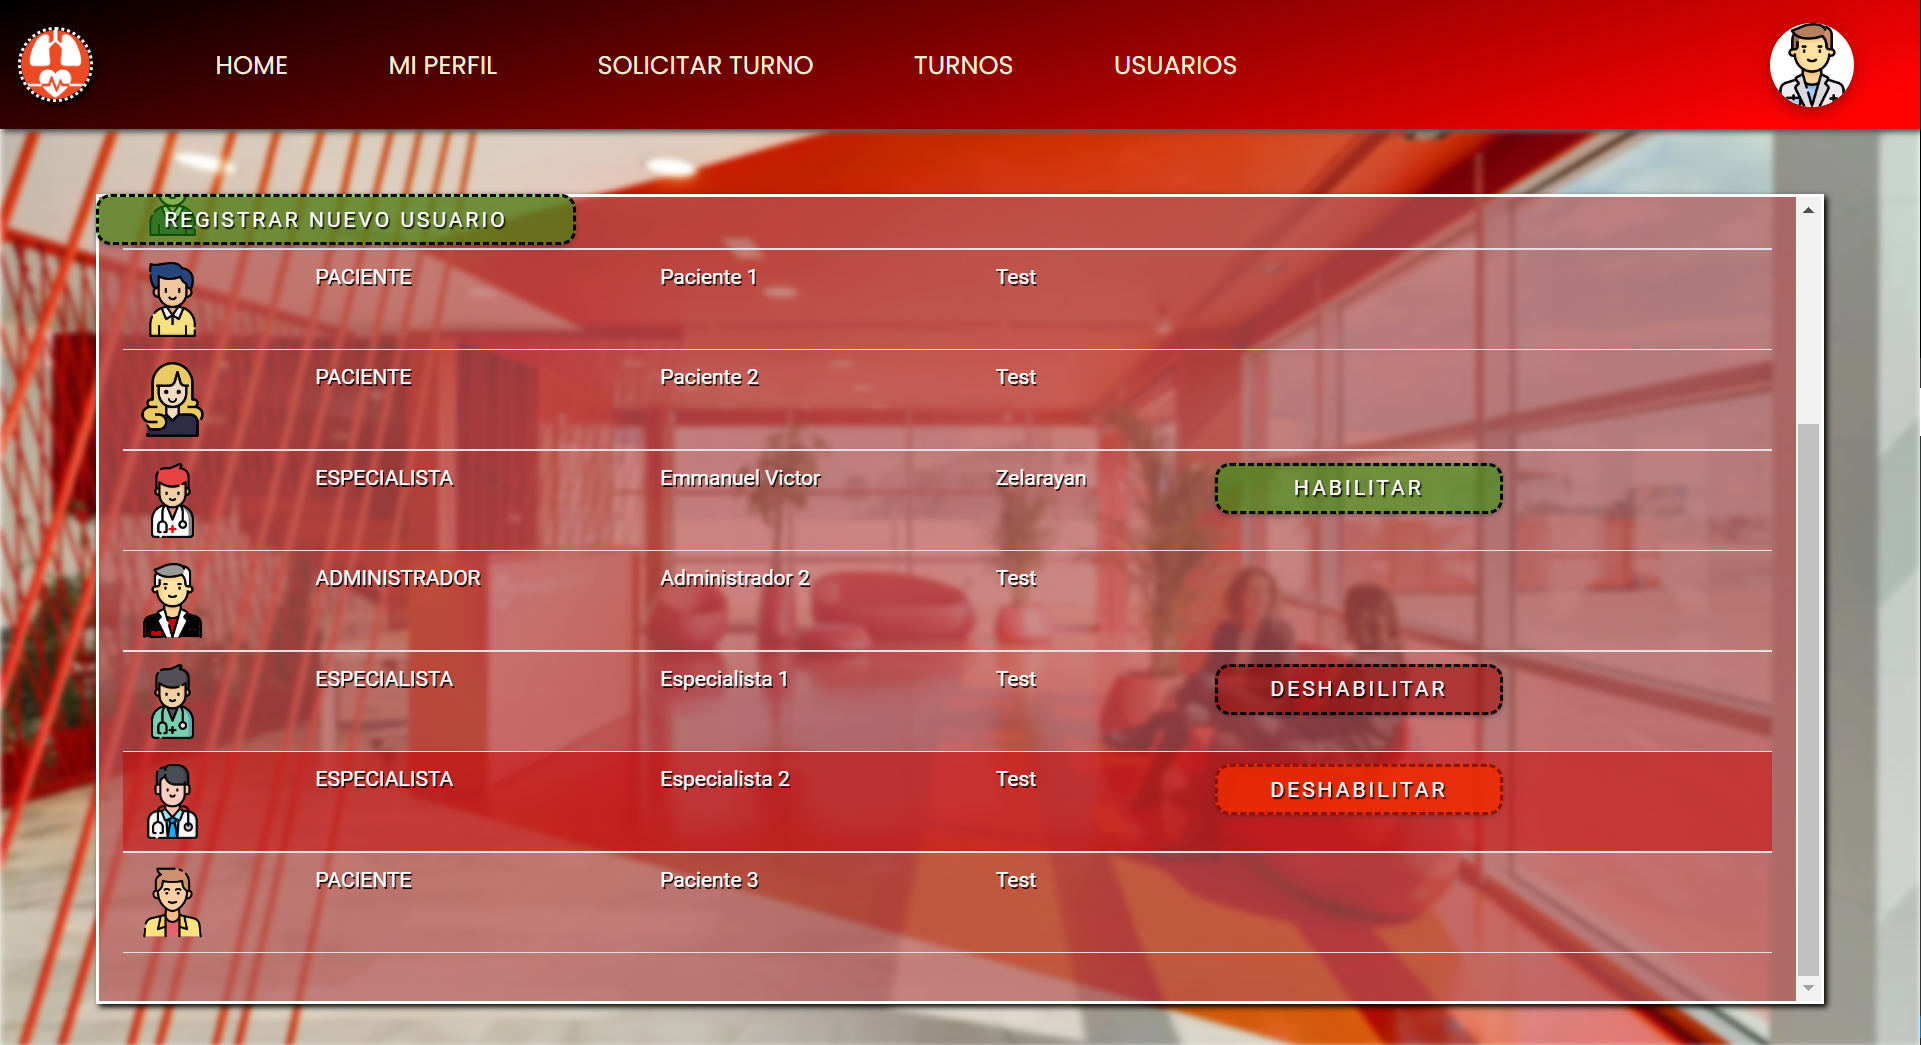 HOME MI PERFIL SOLICITAR TURNO TURNOS USUARIOS
REGISTRAR NUEVO USUARIO
PACIENTE Paciente 1 Test
PACIENTE Paciente 2 Test
ESPECIALISTA Emmanuel Victor Zelarayan HABILITAR
ADMINISTRADOR Administrador 2 Test
ESPECIALISTA Especialista 1 Test DESHABILITAR
ESPECIALISTA Especialista 2 Test DESHABILITAR
PACIENTE Paciente 3 Test